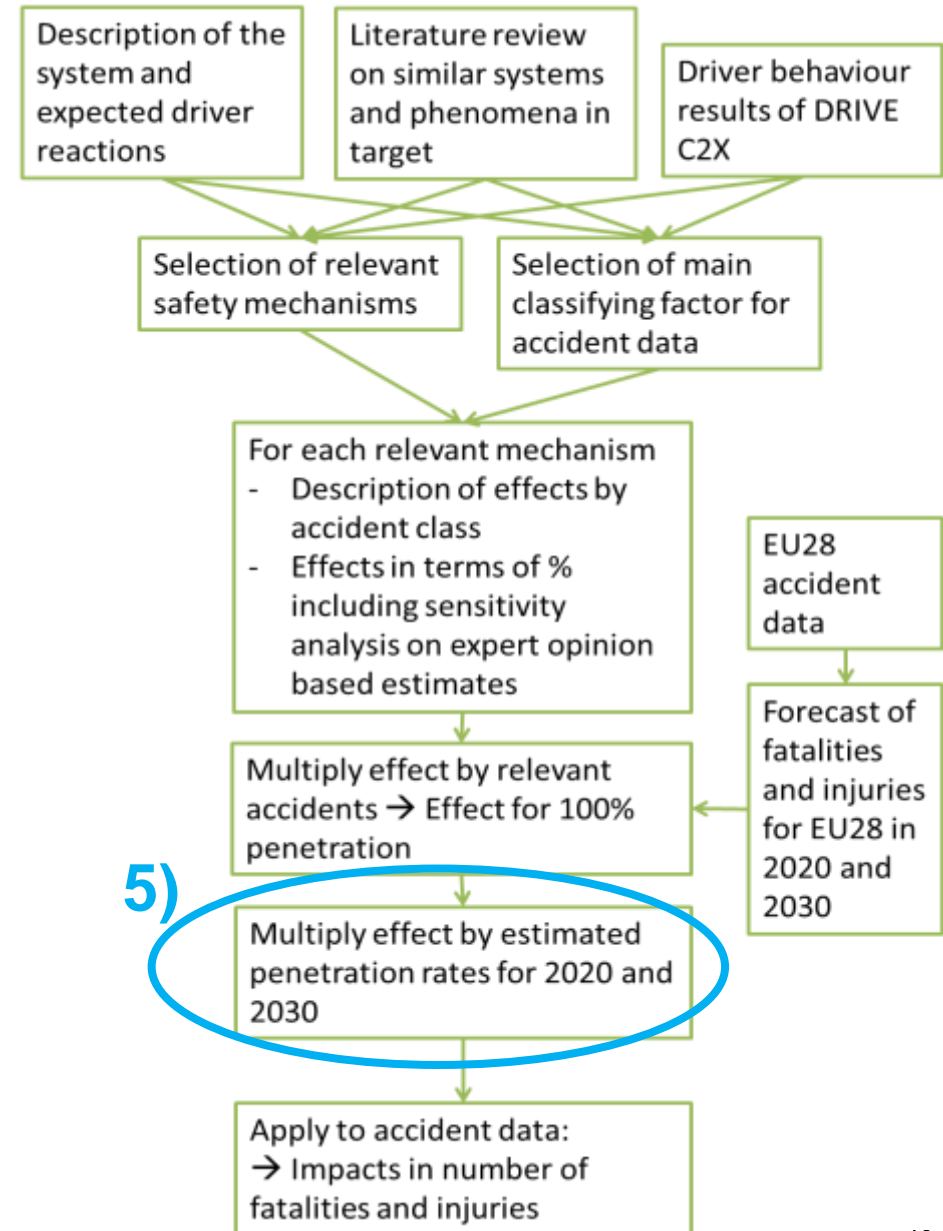 Description of the
system and
expected driver
reactions
Literature review
on similar systems
and phenomena in
target
Driver behaviour
results of DRIVE
C2X
Selection of relevant
safety mechanisms
Selection of main
classifying factor for
accident data
For each relevant mechanism
- Description of effects by
accident class
- Effects in terms of %
including sensitivity
analysis on expert opinion
based estimates
EU28
accident
data
Forecast of
fatalities
and injuries
for EU28 in
2020 and
2030
Multiply effect by relevant
accidents → Effect for 100%
penetration
5)
Multiply effect by estimated
penetration rates for 2020 and
2030
Apply to accident data:
→ Impacts in number of
fatalities and injuries